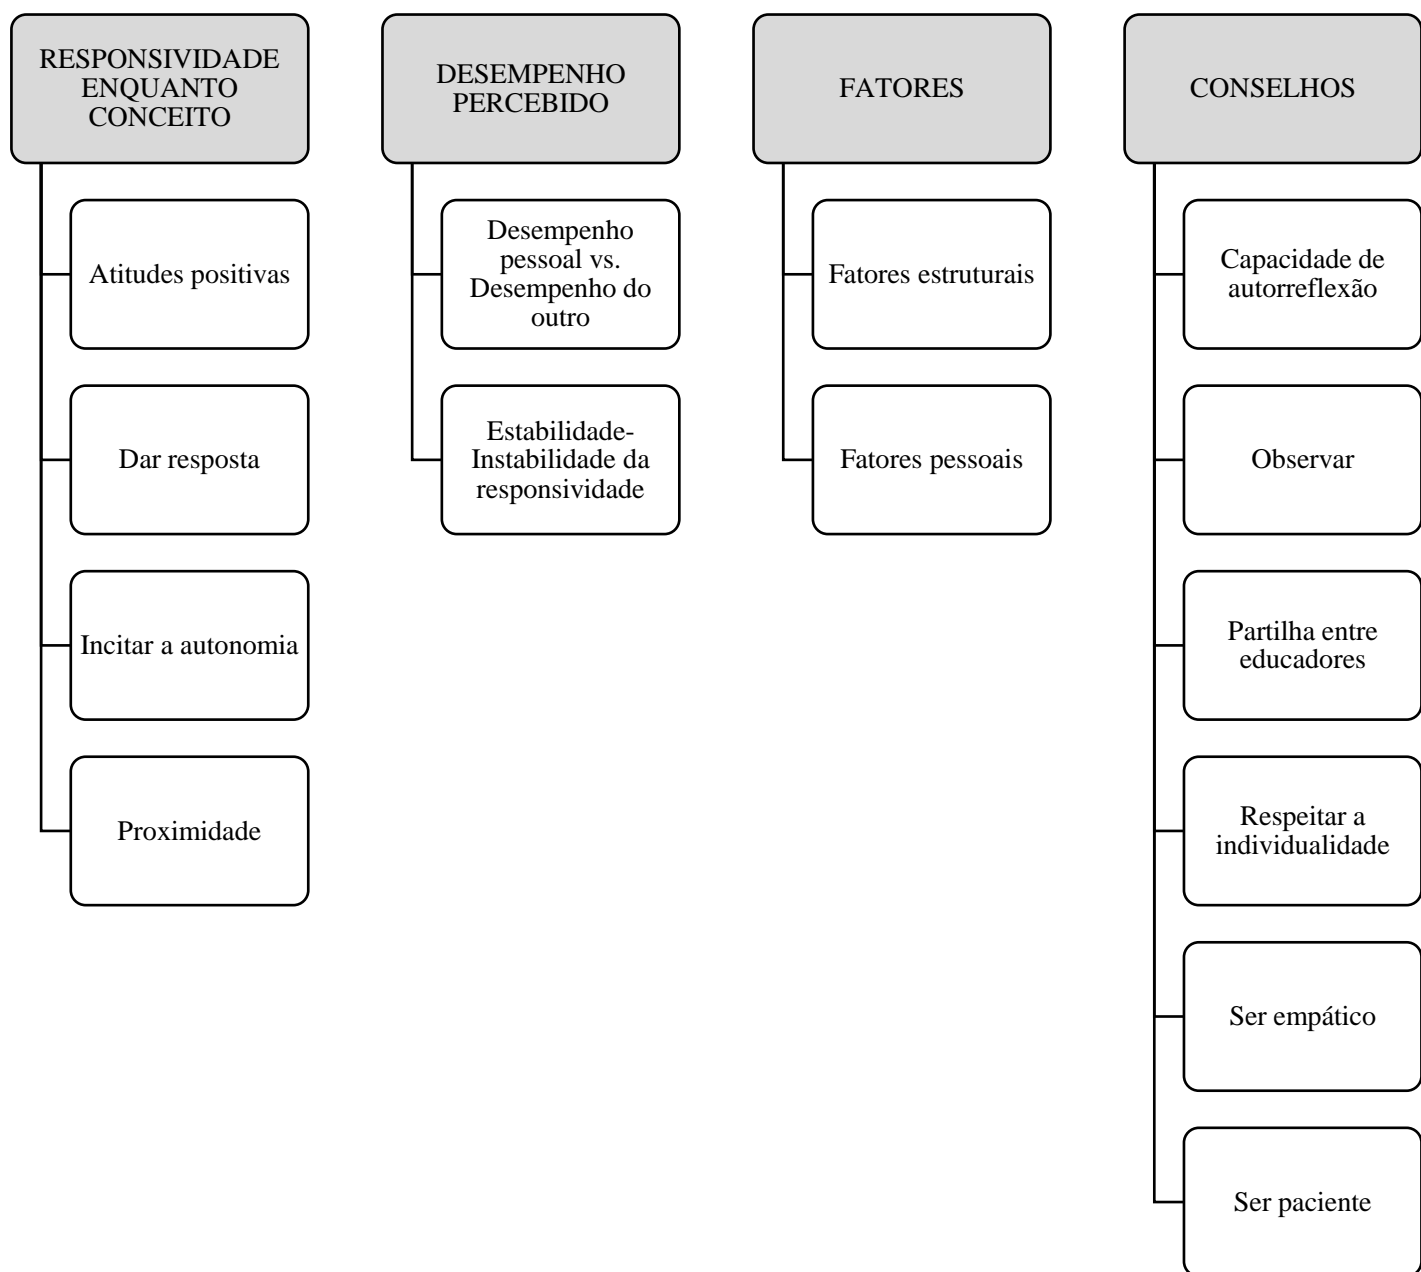 RESPONSIVIDADE
ENQUANTO
CONCEITO
Atitudes positivas
Dar resposta
Incitar a autonomia
Proximidade
DESEMPENHO
PERCEBIDO
Desempenho
pessoal vs.
Desempenho do
outro
Estabilidade-
Instabilidade da
responsividade
FATORES
Fatores estruturais
Fatores pessoais
CONSELHOS
Capacidade de
autorreflexão
Observar
Partilha entre
educadores
Respeitar a
individualidade
Ser empático
Ser paciente